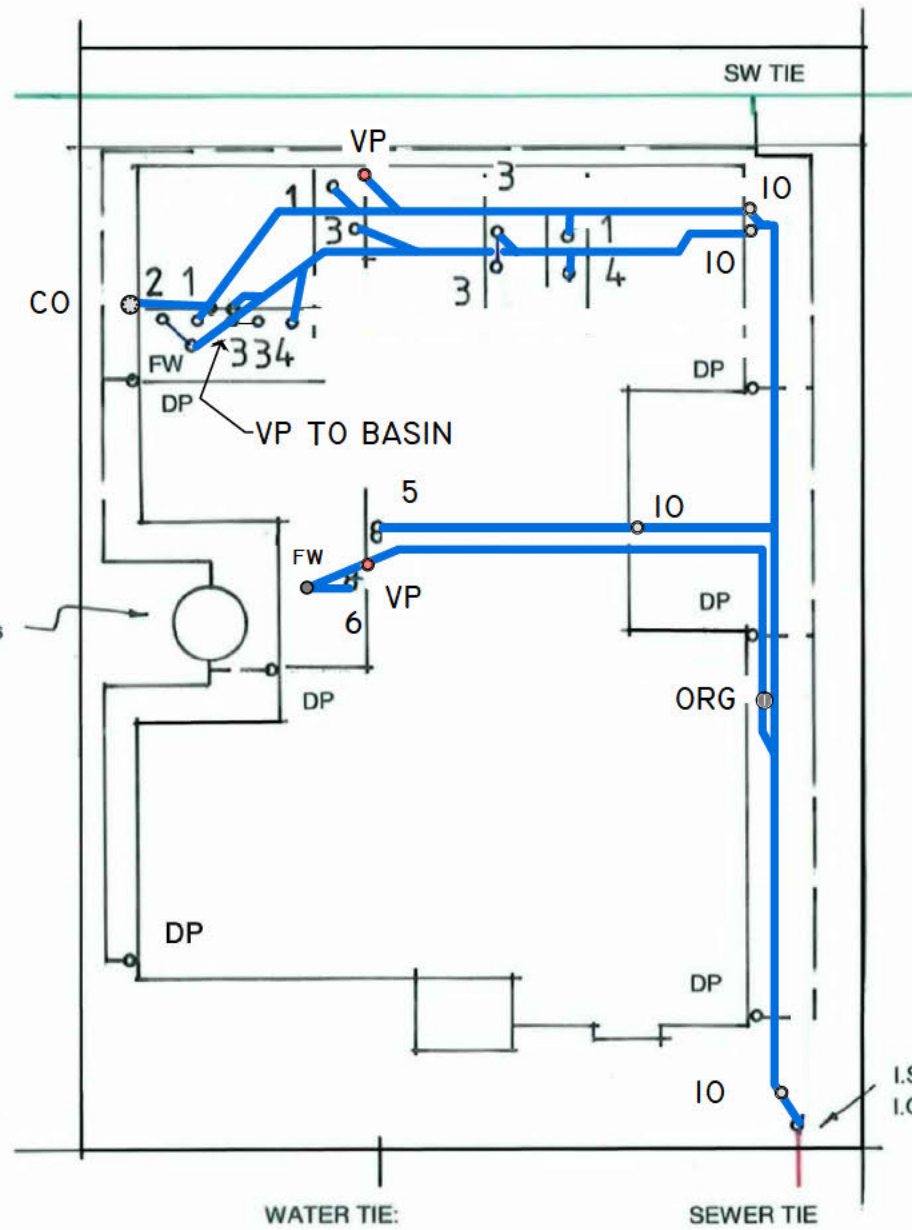 SW TIE
VP
3
IO
1
3
1
IO
4
3
CO
2 1
FW
334
DP
DP
VP TO BASIN
5
IO
FW
VP
6
DP
DP
ORG
DP
DP
IO
WATER TIE:
SEWER TIE